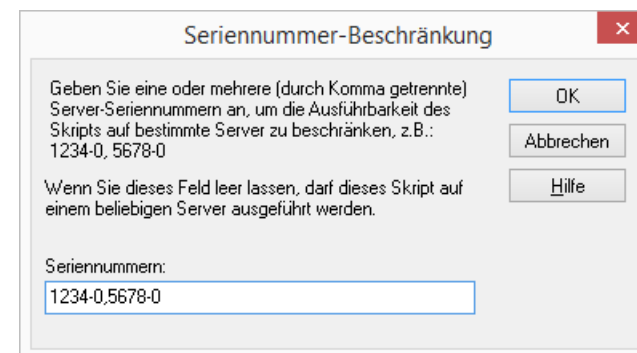 Seriennummer-Beschränkung
Geben Sie eine oder mehrere (durch Komma getrennte)
Server-Seriennummern an, um die Ausführbarkeit des
Skripts auf bestimmte Server zu beschränken, z.B.:
1234-0, 5678-0
Wenn Sie dieses Feld leer lassen, darf dieses Skript auf
einem beliebigen Server ausgeführt werden.
Seriennummern:
1234-0,5678-0
OK
Abbrechen
Hilfe